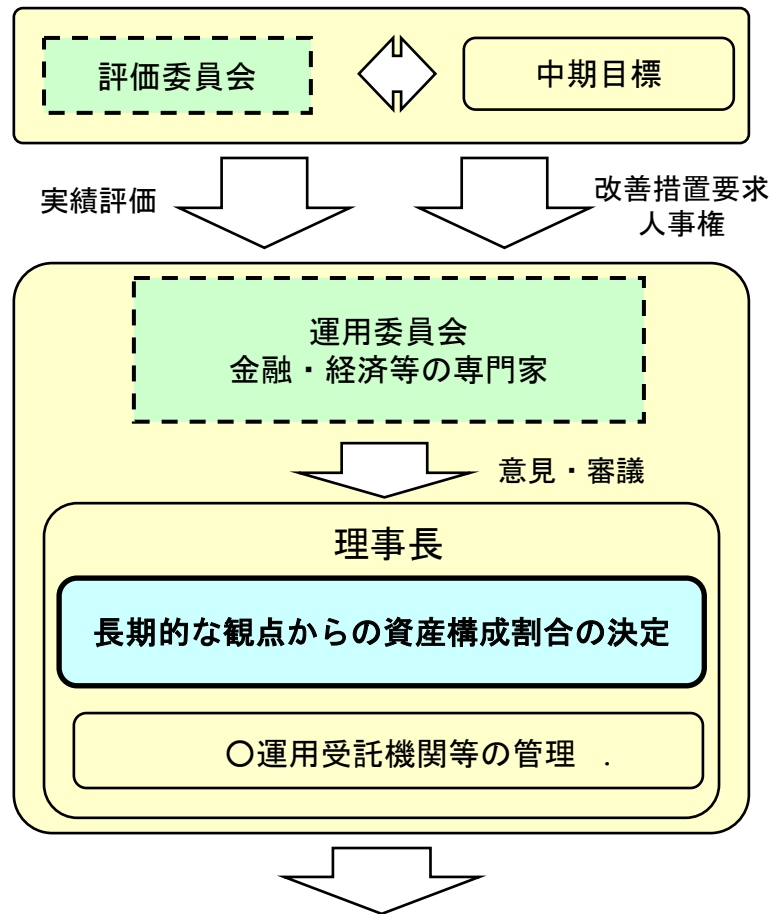 評価委員会
中期目標
実績評価
改善措置要求
人事権
運用委員会
金融・経済等の専門家
意見・審議
理事長
長期的な観点からの資産構成割合の決定
〇運用受託機関等の管理　.